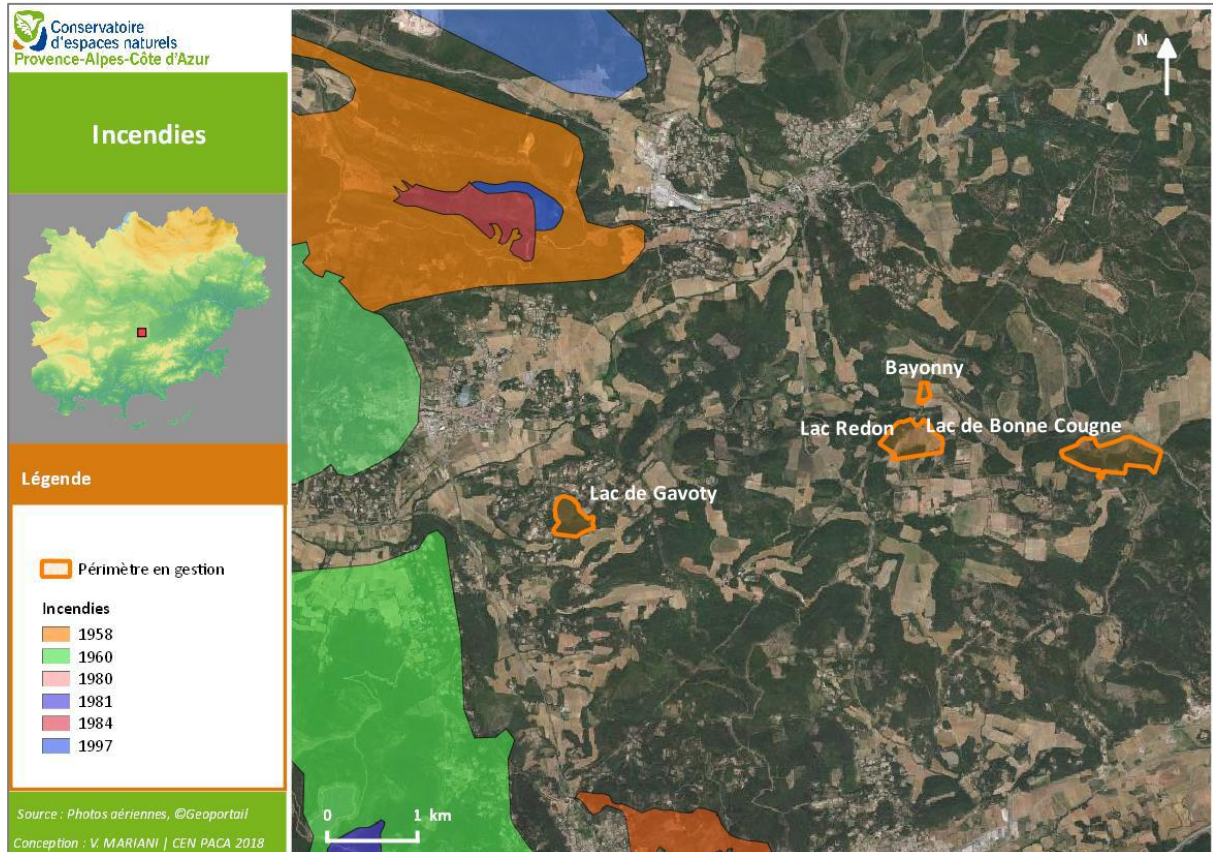 Conservatoire
d'espaces naturels
Provence-Alpes-Côte d'Azur
Incendies
Légende
Périmètre en gestion
Incendies
1958
1960
1980
1981
1984
1997
Source : Photos aériennes, ©Geoportail
Conception : V. MARIANI | CEN PACA 2018
N
Bayonny
Lac Redon
Lac de Bonne Cougne
Lac de Gavoty
0 1 km